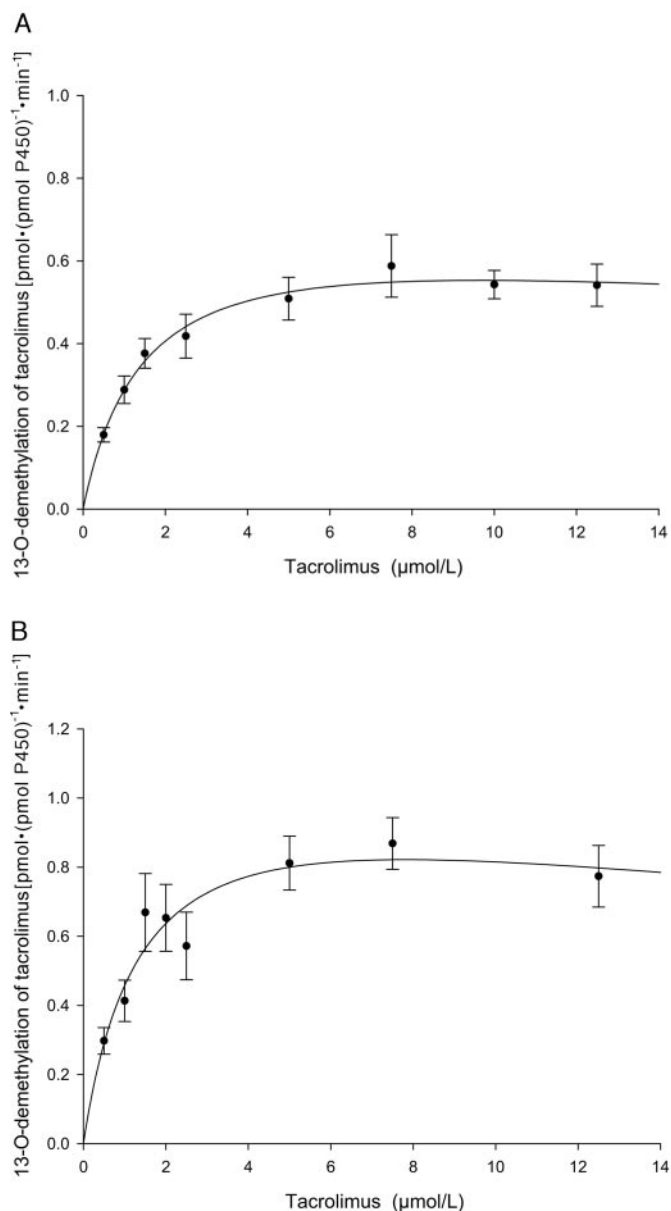 A
13-O-demethylation of tacrolimus [pmol•(pmol P450)⁻¹•min⁻¹]
1.0
0.8
0.6
0.4
0.2
0.0
0 2 4 6 8 10 12 14
Tacrolimus (µmol/L)
B
13-O-demethylation of tacrolimus [pmol•(pmol P450)⁻¹•min⁻¹]
1.2
1.0
0.8
0.6
0.4
0.2
0.0
0 2 4 6 8 10 12 14
Tacrolimus (µmol/L)